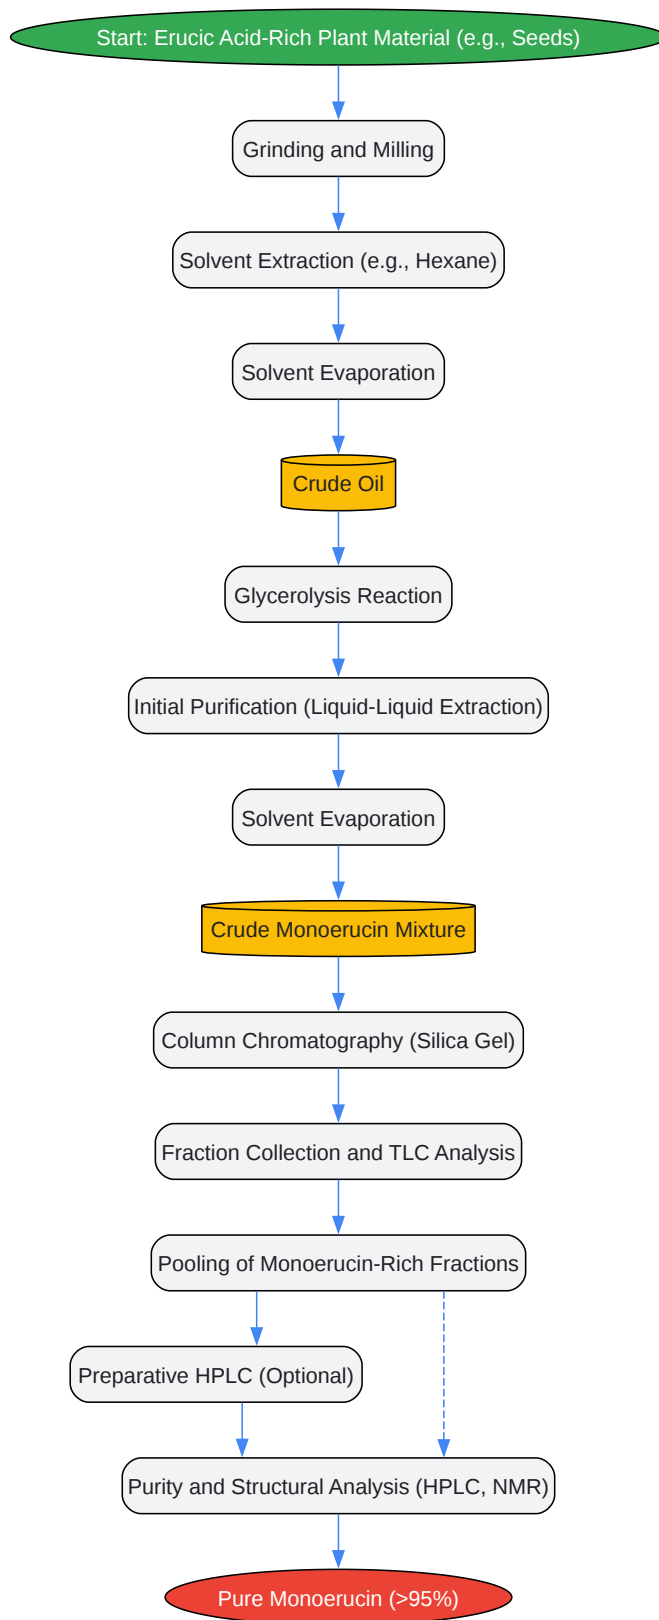 Start: Erucic Acid-Rich Plant Material (e.g., Seeds)
Grinding and Milling
Solvent Extraction (e.g., Hexane)
Solvent Evaporation
Crude Oil
Glycerolysis Reaction
Initial Purification (Liquid-Liquid Extraction)
Solvent Evaporation
Crude Monoerucin Mixture
Column Chromatography (Silica Gel)
Fraction Collection and TLC Analysis
Pooling of Monoerucin-Rich Fractions
Preparative HPLC (Optional)
Purity and Structural Analysis (HPLC, NMR)
Pure Monoerucin (>95%)